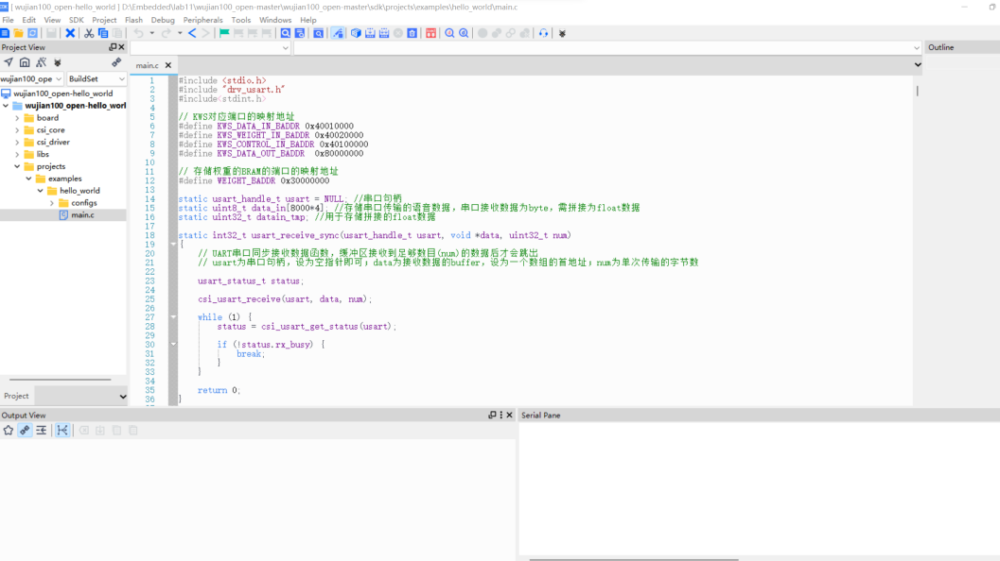 [ wujian100_open-hello_world ] D:\Embedded\lab11\wujian100_open-master\wujian100_open-master\sdk\projects\examples\hello_world\main.c
File Edit View SDK Project Flash Debug Peripherals Tools Windows Help
Project View
wujian100_ope BuildSet
wujian100_open-hello_world
wujian100_open-hello_worl
board
csi_core
csi_driver
libs
projects
examples
hello_world
configs
main.c
Project
main.c
1 #include <stdio.h>
2 #include "drv_usart.h"
3 #include<stdint.h>
4
5 // KWS对应端口的映射地址
6 #define KWS_DATA_IN_BADDR 0x40010000
7 #define KWS_WEIGHT_IN_BADDR 0x40020000
8 #define KWS_CONTROL_IN_BADDR 0x40100000
9 #define KWS_DATA_OUT_BADDR  0x80000000
10
11 // 存储权重的BRAM的端口的映射地址
12 #define WEIGHT_BADDR 0x30000000
13
14 static usart_handle_t usart = NULL; //串口句柄
15 static uint8_t data_in[8000*4]; //存储串口传输的语音数据，串口接收数据为byte，需拼接为float数据
16 static uint32_t datain_tmp; //用于存储拼接的float数据
17
18 static int32_t usart_receive_sync(usart_handle_t usart, void *data, uint32_t num)
19 {
20 // UART串口同步接收数据函数，缓冲区接收到足够数目(num)的数据后才会跳出
21 // usart为串口句柄，设为空指针即可；data为接收数据的buffer，设为一个数组的首地址；num为单次传输的字节数
22
23 usart_status_t status;
24
25 csi_usart_receive(usart, data, num);
26
27 while (1) {
28 status = csi_usart_get_status(usart);
29
30 if (!status.rx_busy) {
31 break;
32 }
33 }
34
35 return 0;
36 }
Outline
Output View
Serial Pane